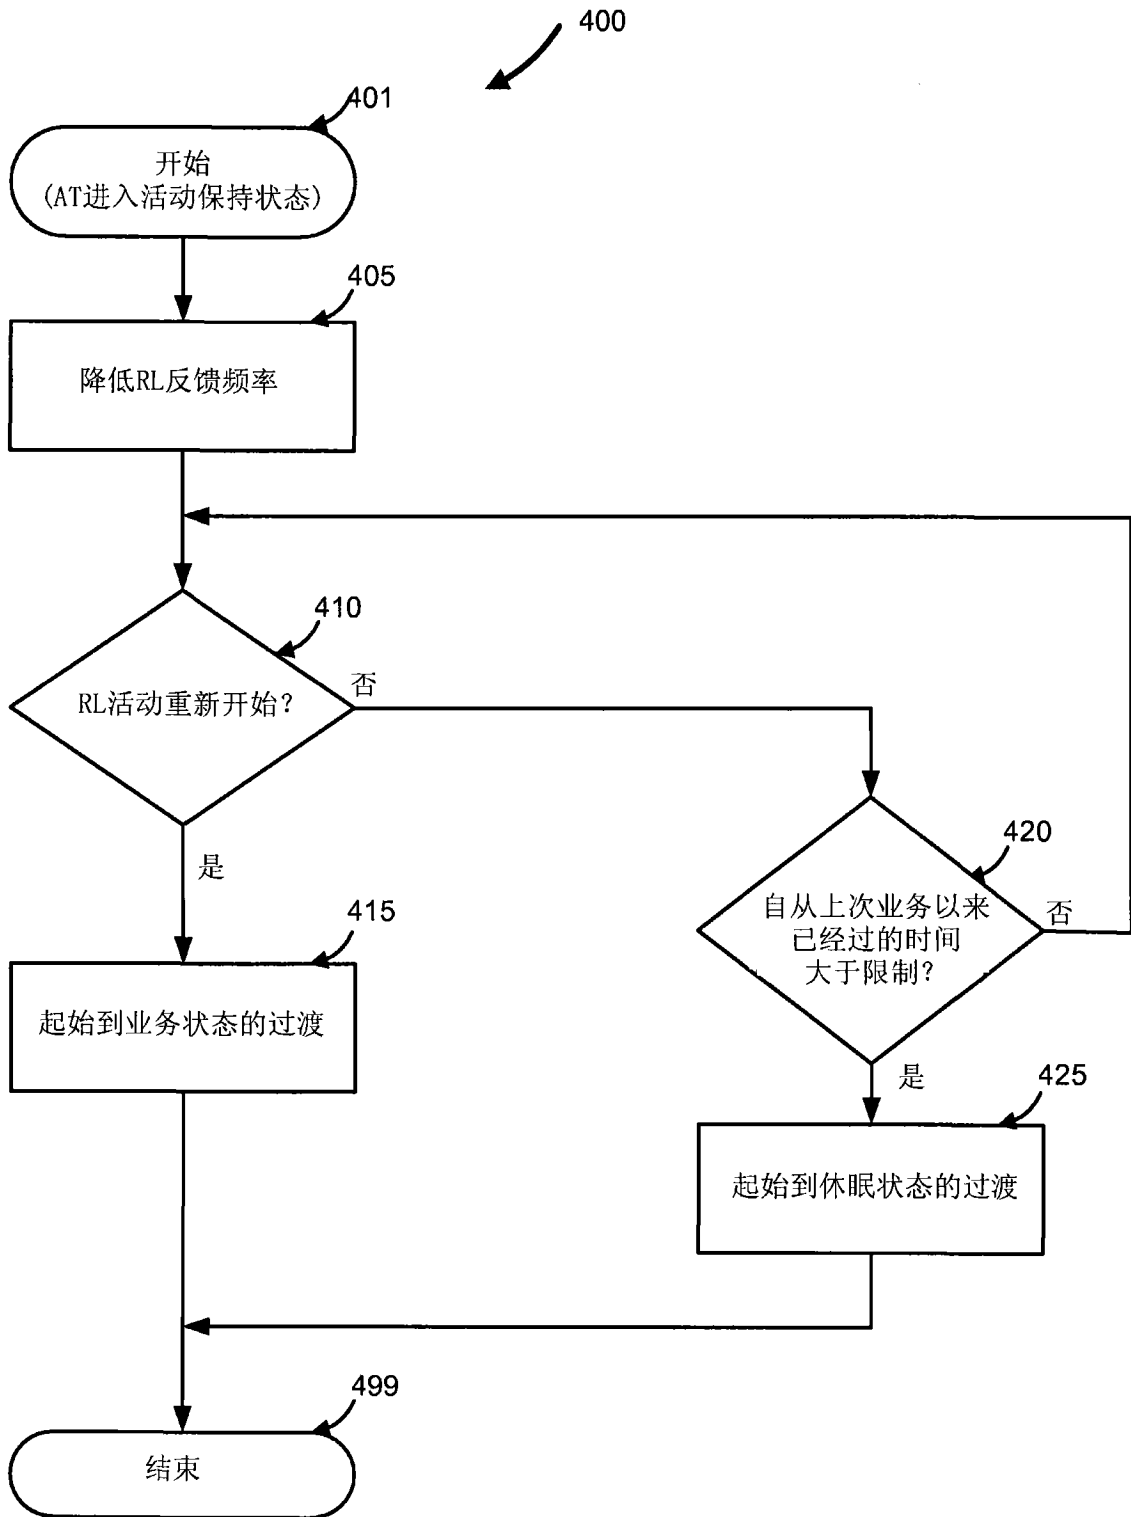 400
401
开始
(AT进入活动保持状态)
405
降低RL反馈频率
410
RL活动重新开始?
否
是
420
自从上次业务以来
已经过的时间
大于限制?
否
415
起始到业务状态的过渡
是
425
起始到休眠状态的过渡
499
结束